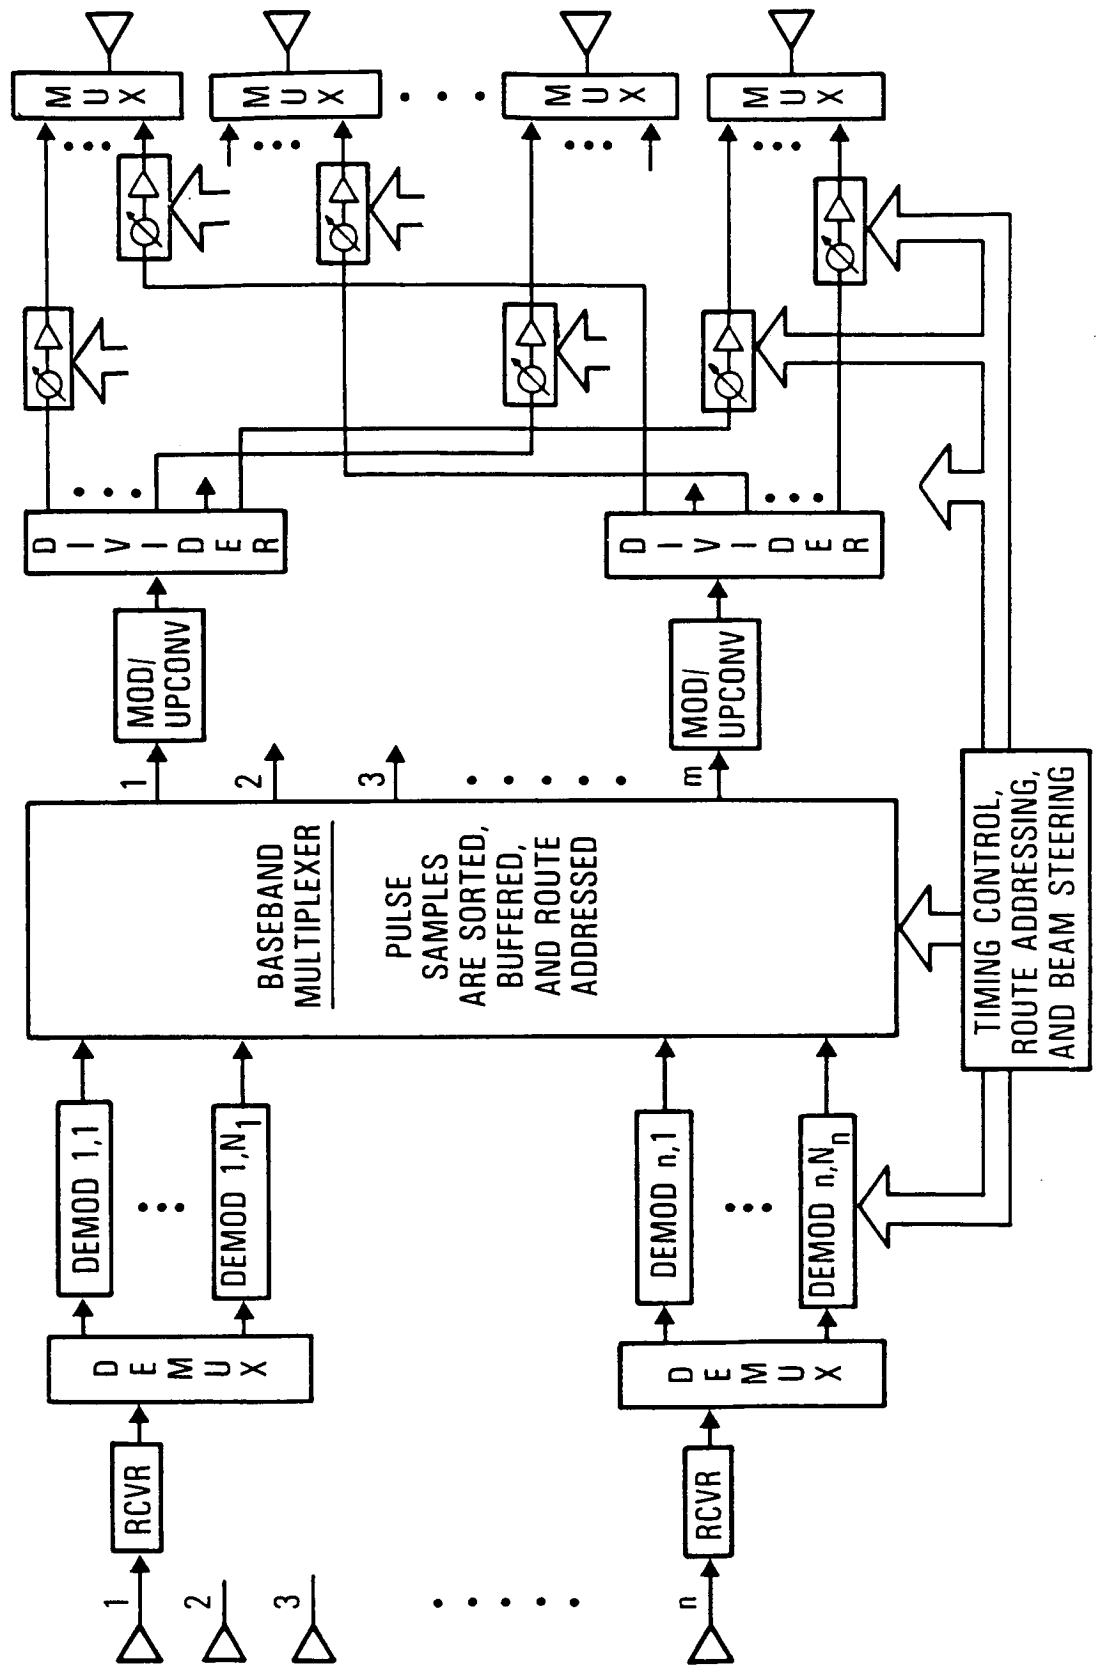 1
2
3
n
RCVR
RCVR
DEMUX
DEMUX
DEMOD 1,1
DEMOD 1,N1
DEMOD n,1
DEMOD n,Nn
BASEBAND
MULTIPLEXER
PULSE
SAMPLES
ARE SORTED,
BUFFERED,
AND ROUTE
ADDRESSED
TIMING CONTROL,
ROUTE ADDRESSING,
AND BEAM STEERING
1
2
3
m
MOD/
UPCONV
MOD/
UPCONV
DIVIDER
DIVIDER
MUX
MUX
MUX
MUX